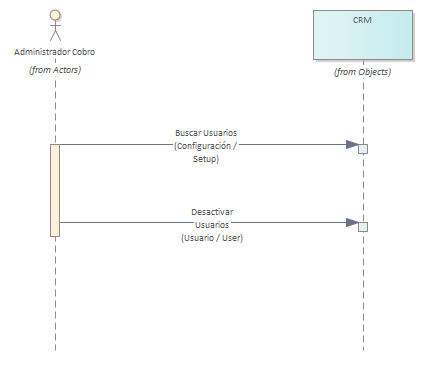 CRM
Administrador Cobro
(from Actors)
(from Objects)
Buscar Usuarios
(Configuración /
Setup)
Desactivar
Usuarios
(Usuario / User)